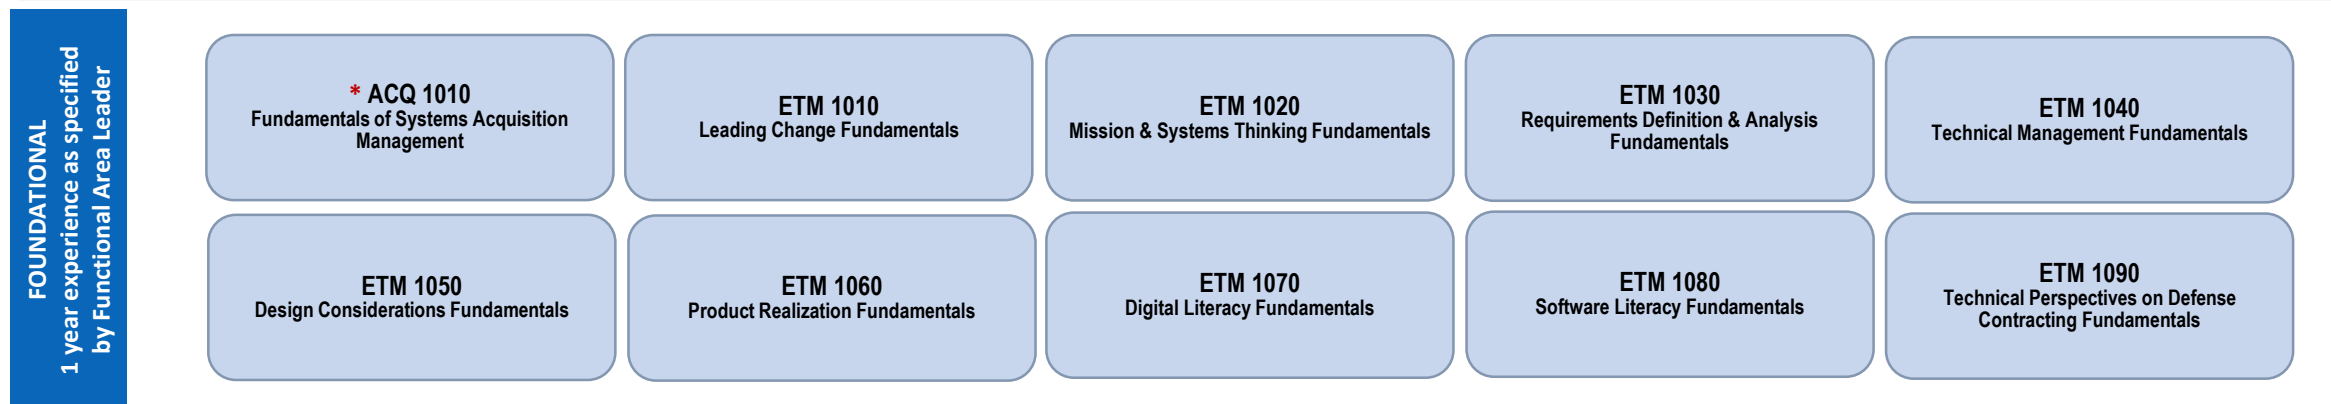 FOUNDATIONAL
1 year experience as specified
by Functional Area Leader
* ACQ 1010
Fundamentals of Systems Acquisition
Management
ETM 1010
Leading Change Fundamentals
ETM 1020
Mission & Systems Thinking Fundamentals
ETM 1030
Requirements Definition & Analysis
Fundamentals
ETM 1040
Technical Management Fundamentals
ETM 1050
Design Considerations Fundamentals
ETM 1060
Product Realization Fundamentals
ETM 1070
Digital Literacy Fundamentals
ETM 1080
Software Literacy Fundamentals
ETM 1090
Technical Perspectives on Defense
Contracting Fundamentals